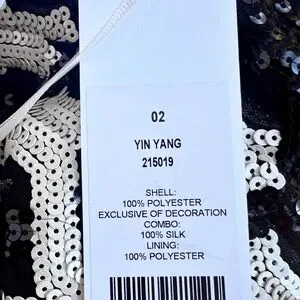 02
YIN YANG
215019
SHELL:
100% POLYESTER
EXCLUSIVE OF DECORATION
COMBO:
100% SILK
LINING:
100% POLYESTER